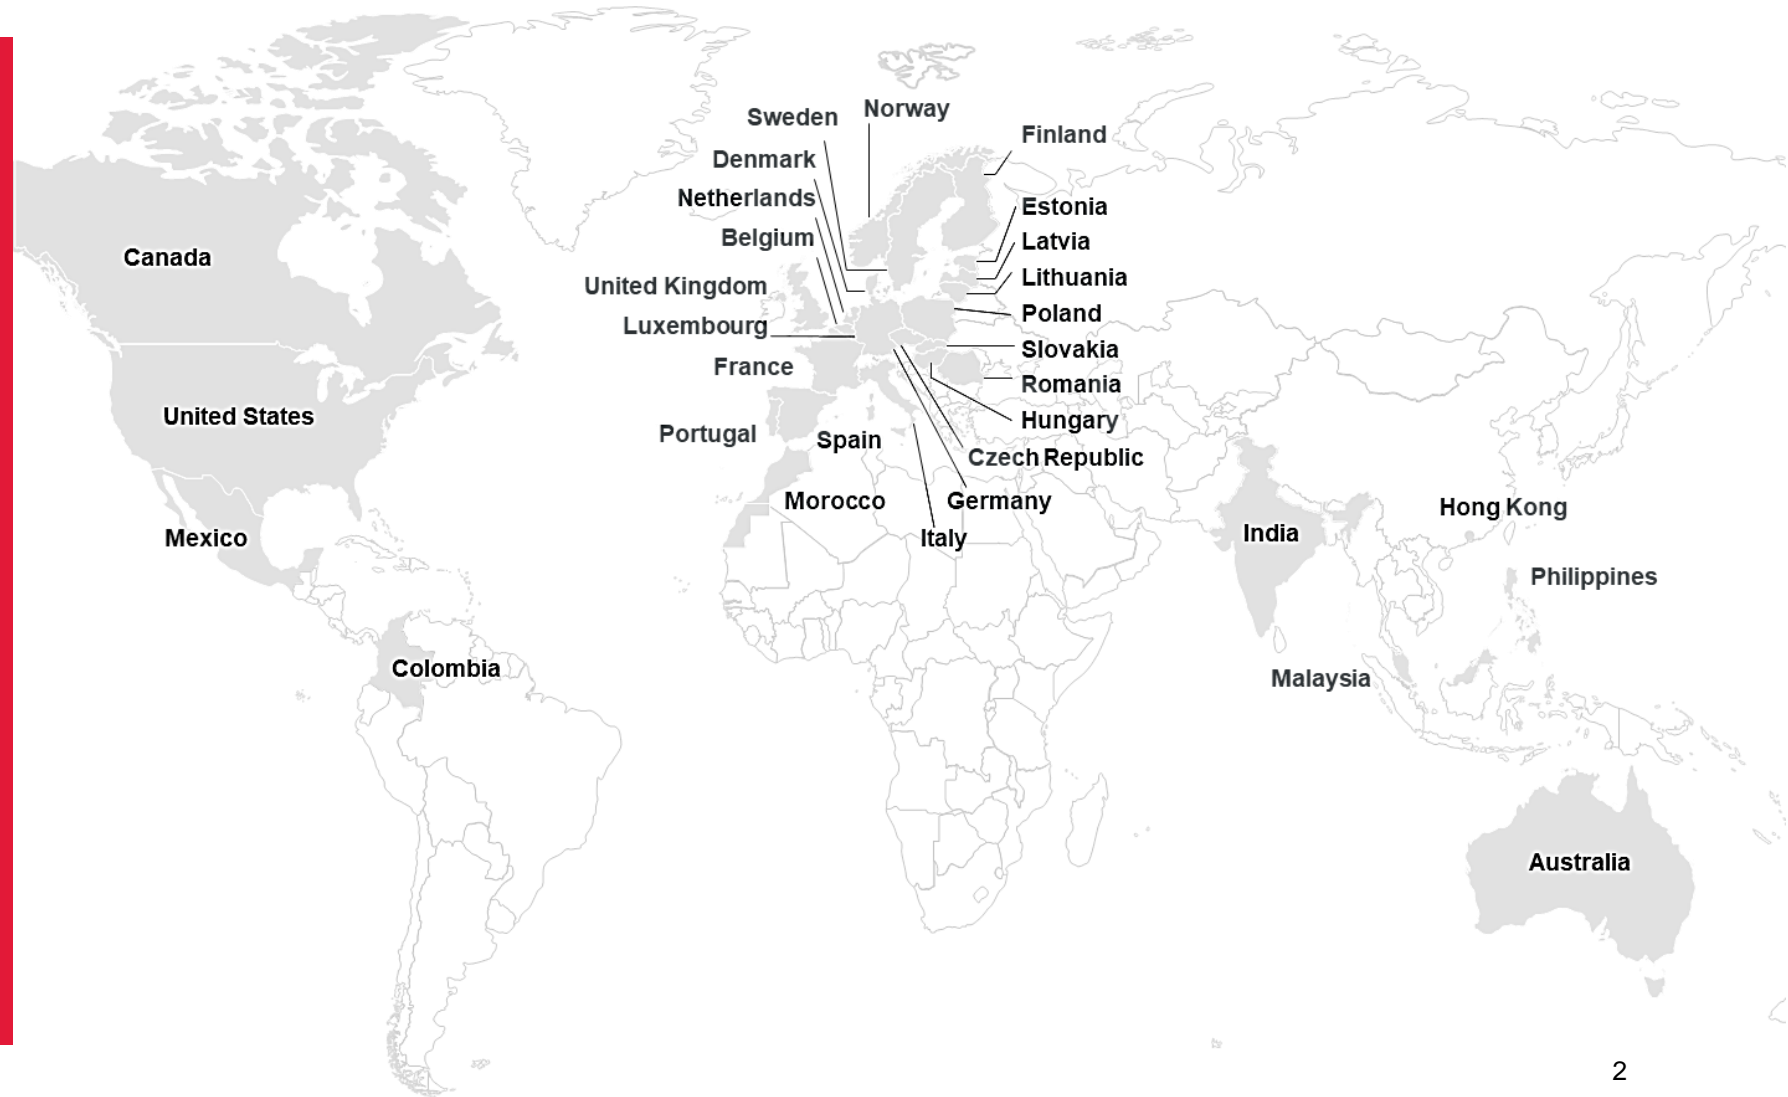 Norway
Sweden
Finland
Denmark
Netherlands
Estonia
Belgium
Latvia
Canada
Lithuania
United Kingdom
Poland
Luxembourg
Slovakia
France
Romania
United States
Hungary
Portugal
Spain
Czech Republic
Morocco
Germany
Hong Kong
India
Mexico
Italy
Philippines
Colombia
Malaysia
Australia
2